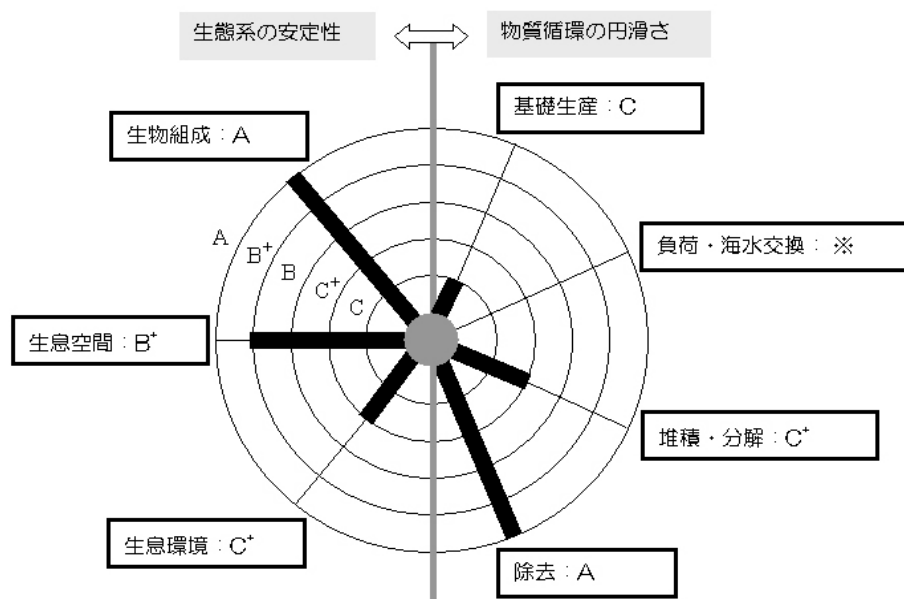 生態系の安定性
物質循環の円滑さ
基礎生産：C
生物組成：A
負荷・海水交換：※
A
B⁺
B
C⁺
C
生息空間：B⁺
堆積・分解：C⁺
生息環境：C⁺
除去：A